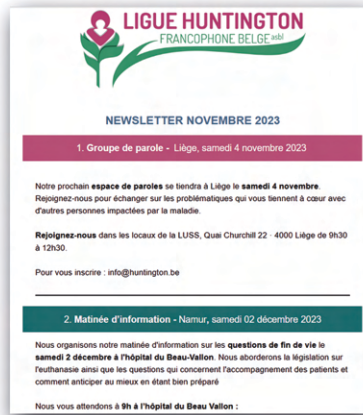 LIGUE HUNTINGTON
FRANCOPHONE BELGE asbl
NEWSLETTER NOVEMBRE 2023
1. Groupe de parole - Liège, samedi 4 novembre 2023
Notre prochain espace de paroles se tiendra à Liège le samedi 4 novembre.
Rejoignez-nous pour échanger sur les problématiques qui vous tiennent à cœur avec
d'autres personnes impactées par la maladie.
Rejoignez-nous dans les locaux de la LUSS, Quai Churchill 22 - 4000 Liège de 9h30
à 12h30.
Pour vous inscrire : info@huntington.be
2. Matinée d'information - Namur, samedi 02 décembre 2023
Nous organisons notre matinée d'information sur les questions de fin de vie le
samedi 2 décembre à l'hôpital du Beau-Vallon. Nous aborderons la législation sur
l'euthanasie ainsi que les questions qui concernent l'accompagnement des patients et
comment anticiper au mieux en étant bien préparé
Nous vous attendons à 9h à l'hôpital du Beau Vallon :